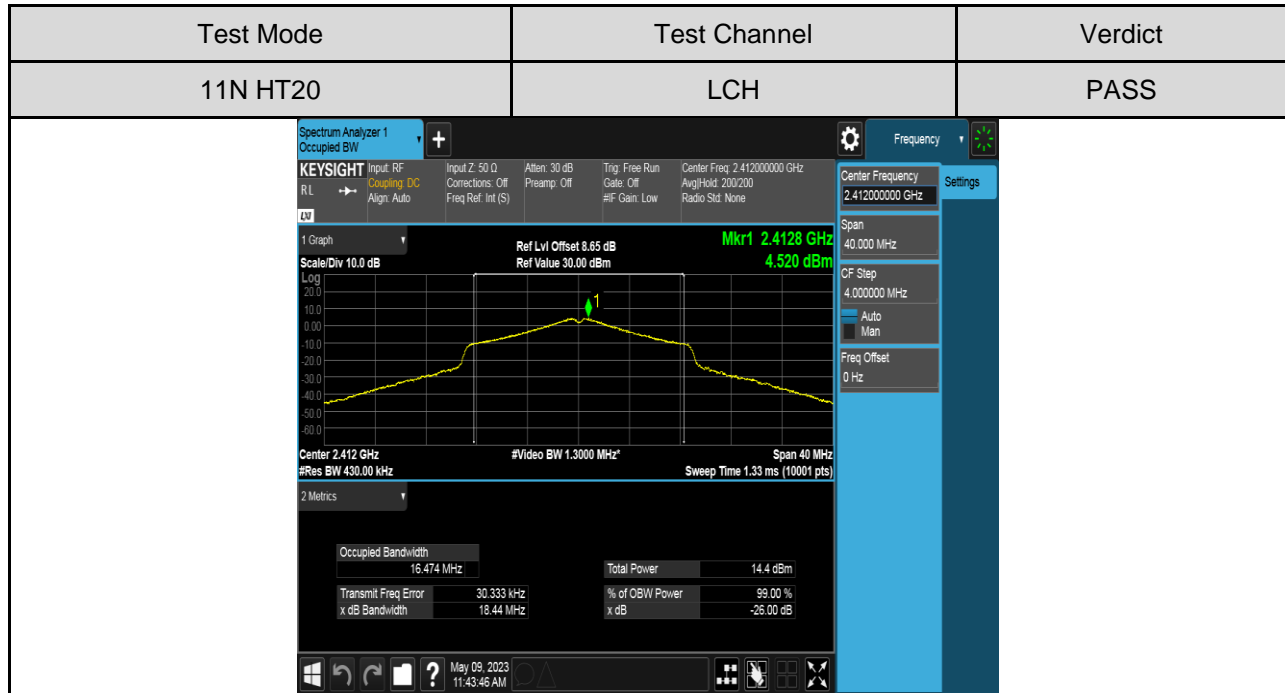 Test Mode Test Channel Verdict
11N HT20 LCH PASS
Spectrum Analyzer 1
Occupied BW
+
Frequency
KEYSIGHT Input: RF Input Z: 50 Ω Atten: 30 dB Trig: Free Run Center Freq: 2.412000000 GHz
RL Coupling: DC Corrections: Off Preamp: Off Gate: Off Avg|Hold: 200/200
Align: Auto Freq Ref: Int (S) #IF Gain: Low Radio Std: None
LXI
Center Frequency
2.412000000 GHz
Settings
Span
40.000 MHz
CF Step
4.000000 MHz
Auto
Man
Freq Offset
0 Hz
1 Graph Ref Lvl Offset 8.65 dB Mkr1 2.4128 GHz
Scale/Div 10.0 dB Ref Value 30.00 dBm 4.520 dBm
Log
20.0
10.0
0.00
-10.0
-20.0
-30.0
-40.0
-50.0
-60.0
1
Center 2.412 GHz #Video BW 1.3000 MHz* Span 40 MHz
#Res BW 430.00 kHz Sweep Time 1.33 ms (10001 pts)
2 Metrics
Occupied Bandwidth
16.474 MHz Total Power 14.4 dBm
Transmit Freq Error 30.333 kHz % of OBW Power 99.00 %
x dB Bandwidth 18.44 MHz x dB -26.00 dB
? May 09, 2023
11:43:46 AM